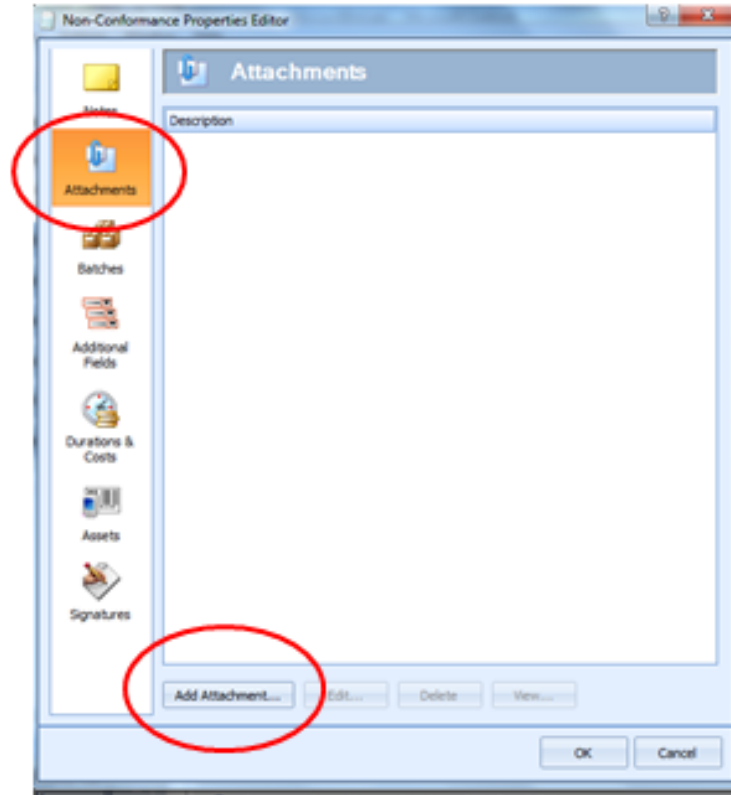 Non-Conformance Properties Editor
Attachments
Notes
Description
Attachments
Batches
Additional
Fields
Durations &
Costs
Assets
Signatures
Add Attachment...
Edit...
Delete
View...
OK
Cancel